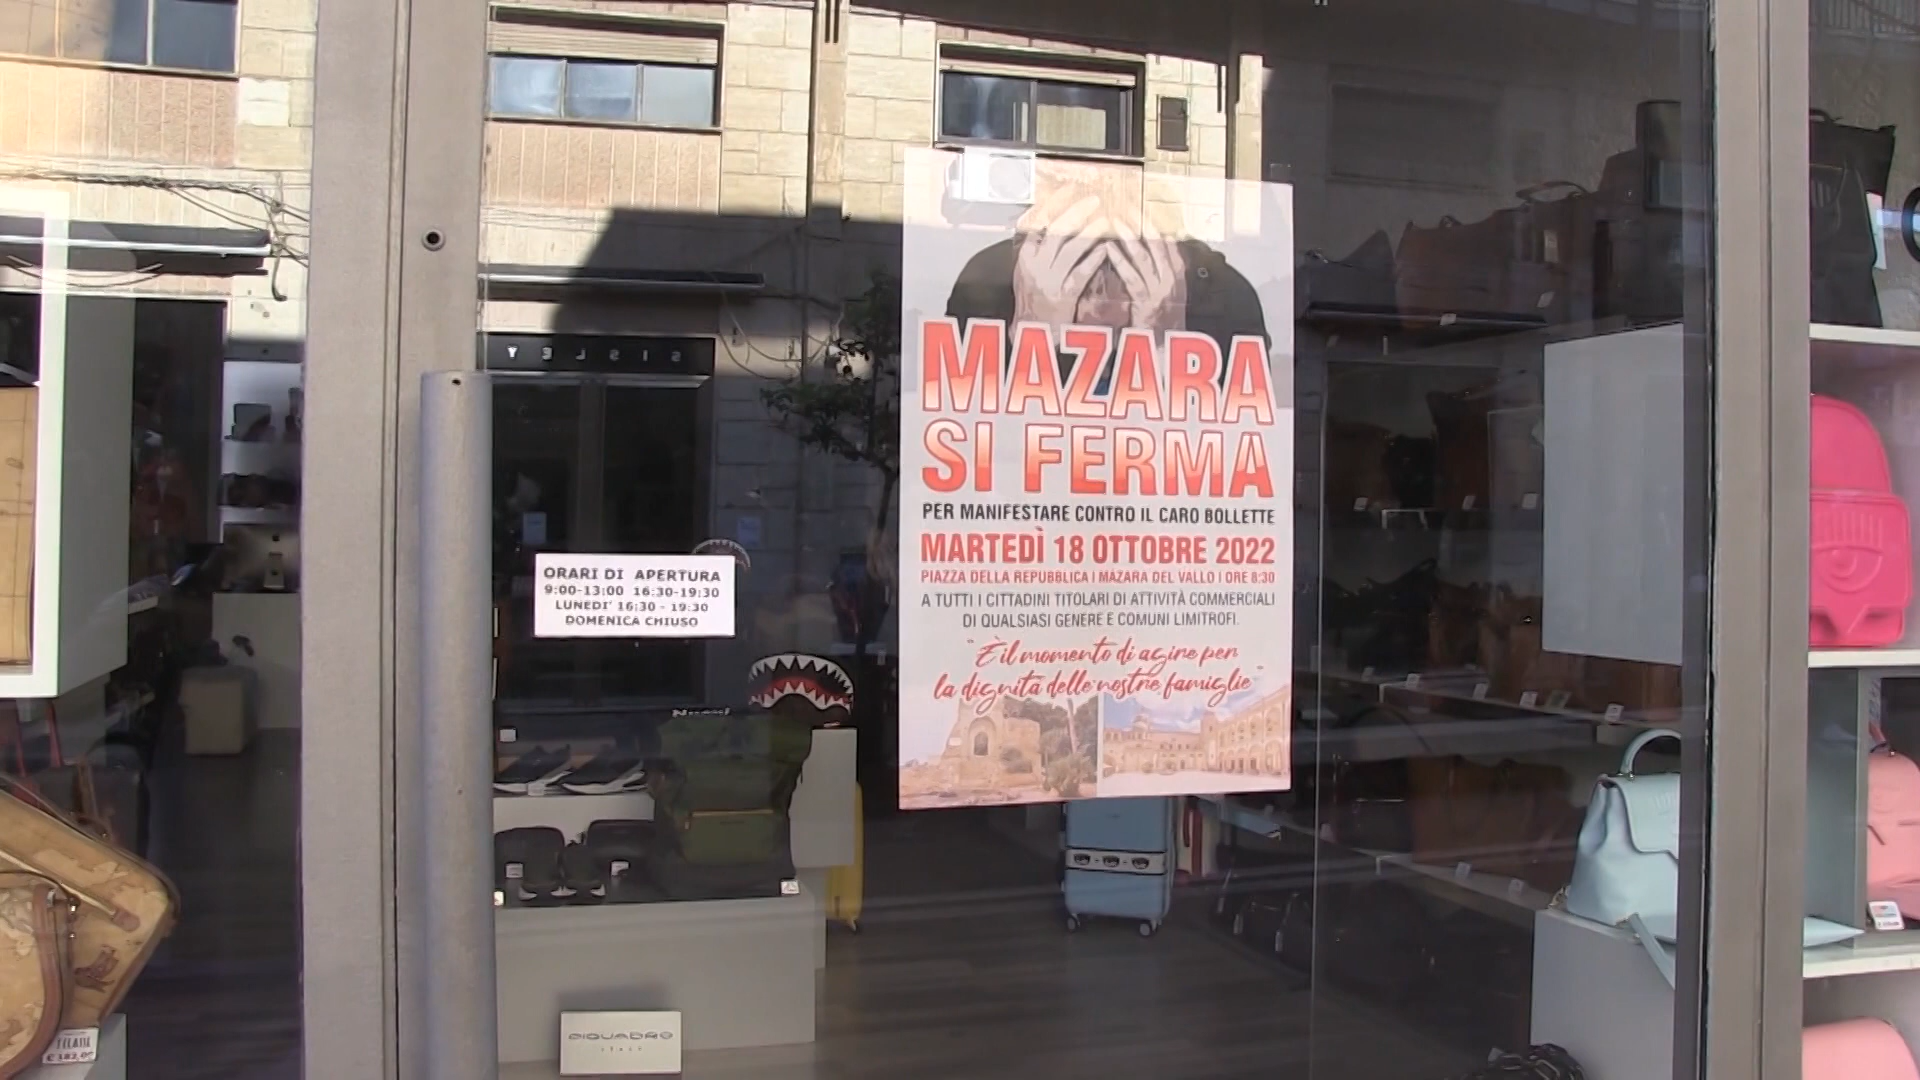 SISLEY
MAZARA
SI FERMA
PER MANIFESTARE CONTRO IL CARO BOLLETTE
MARTEDÌ 18 OTTOBRE 2022
PIAZZA DELLA REPUBBLICA | MAZARA DEL VALLO | ORE 8:30
A TUTTI I CITTADINI TITOLARI DI ATTIVITÀ COMMERCIALI
DI QUALSIASI GENERE E COMUNI LIMITROFI.
"È il momento di agire per
la dignità delle nostre famiglie"
ORARI DI APERTURA
9:00-13:00 16:30-19:30
LUNEDI' 16:30 - 19:30
DOMENICA CHIUSO
PIQUADRO